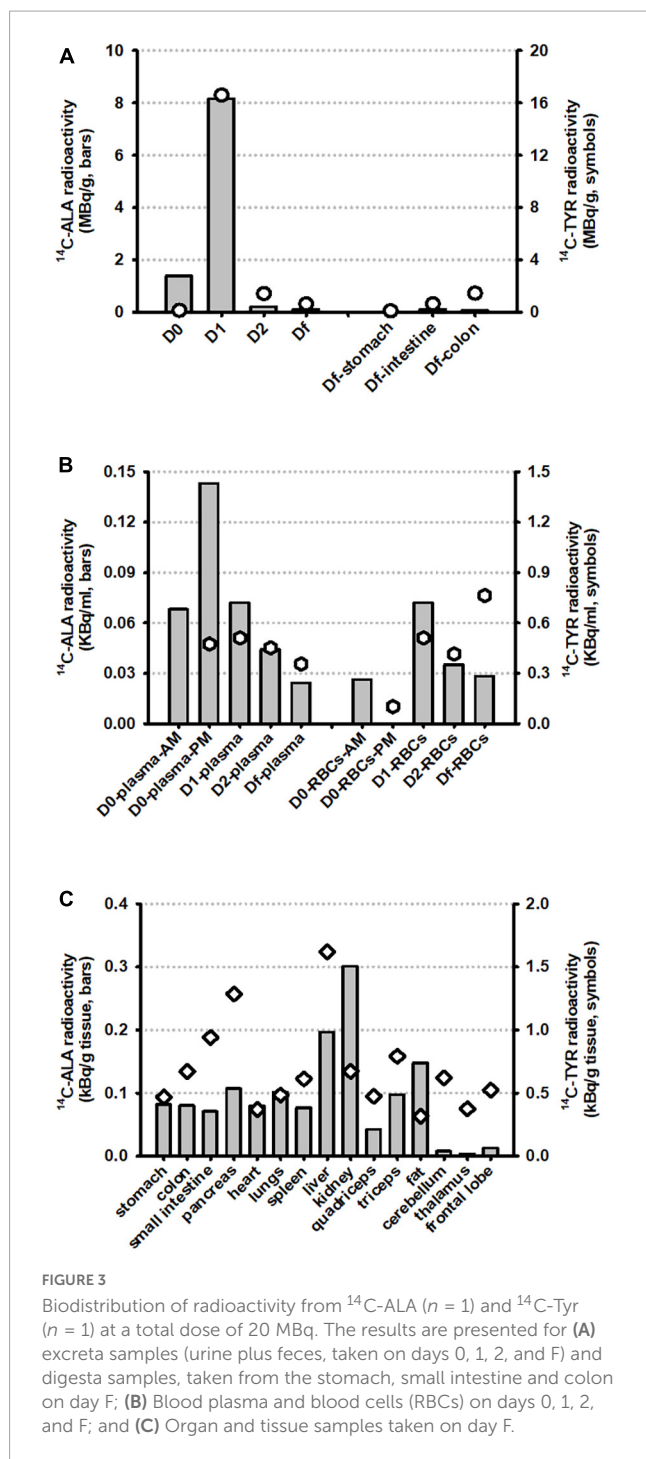 A
10
8
6
4
2
0
¹⁴C-ALA radioactivity
(MBq/g, bars)
20
16
12
8
4
0
¹⁴C-TYR radioactivity
(MBq/g, symbols)
D0
D1
D2
Df
Df-stomach
Df-intestine
Df-colon
B
0.15
0.12
0.09
0.06
0.03
0.00
¹⁴C-ALA radioactivity
(KBq/ml, bars)
1.5
1.2
0.9
0.6
0.3
0.0
¹⁴C-TYR radioactivity
(KBq/ml, symbols)
D0-plasma-AM
D0-plasma-PM
D1-plasma
D2-plasma
Df-plasma
D0-RBCs-AM
D0-RBCs-PM
D1-RBCs
D2-RBCs
Df-RBCs
C
0.4
0.3
0.2
0.1
0.0
¹⁴C-ALA radioactivity
(kBq/g tissue, bars)
2.0
1.5
1.0
0.5
0.0
¹⁴C-TYR radioactivity
(kBq/g tissue, symbols)
stomach
colon
small intestine
pancreas
heart
lungs
spleen
liver
kidney
quadriceps
triceps
fat
cerebellum
thalamus
frontal lobe
FIGURE 3
Biodistribution of radioactivity from ¹⁴C-ALA (n = 1) and ¹⁴C-Tyr
(n = 1) at a total dose of 20 MBq. The results are presented for (A)
excreta samples (urine plus feces, taken on days 0, 1, 2, and F) and
digesta samples, taken from the stomach, small intestine and colon
on day F; (B) Blood plasma and blood cells (RBCs) on days 0, 1, 2,
and F; and (C) Organ and tissue samples taken on day F.